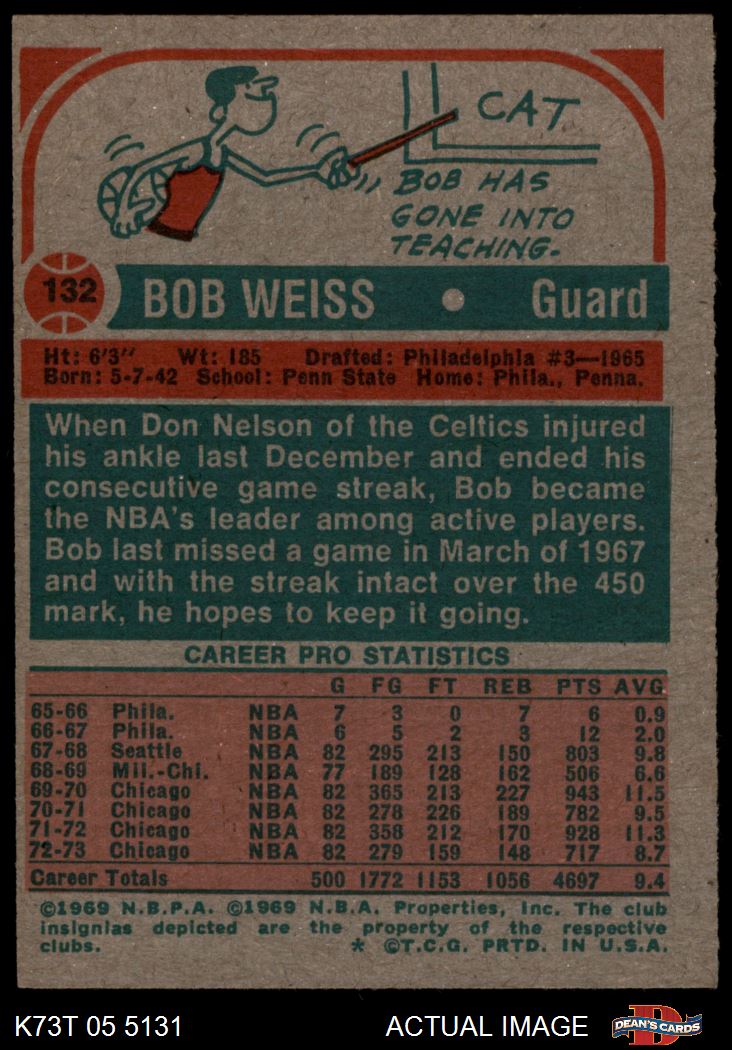 CAT
BOB HAS
GONE INTO
TEACHING.
132 BOB WEISS • Guard
Ht: 6'3" Wt: 185 Drafted: Philadelphia #3—1965
Born: 5-7-42 School: Penn State Home: Phila., Penna.
When Don Nelson of the Celtics injured
his ankle last December and ended his
consecutive game streak, Bob became
the NBA's leader among active players.
Bob last missed a game in March of 1967
and with the streak intact over the 450
mark, he hopes to keep it going.
CAREER PRO STATISTICS
G FG FT REB PTS AVG.
65-66 Phila. NBA 7 3 0 7 6 0.9
66-67 Phila. NBA 6 5 2 3 12 2.0
67-68 Seattle NBA 82 295 213 150 803 9.8
68-69 Mil.-Chi. NBA 77 189 128 162 506 6.6
69-70 Chicago NBA 82 365 213 227 943 11.5
70-71 Chicago NBA 82 278 226 189 782 9.5
71-72 Chicago NBA 82 358 212 170 928 11.3
72-73 Chicago NBA 82 279 159 148 717 8.7
Career Totals 500 1772 1153 1056 4697 9.4
©1969 N.B.P.A. ©1969 N.B.A. Properties, Inc. The club
insignias depicted are the property of the respective
clubs. * ©T.C.G. PRTD. IN U.S.A.
K73T 05 5131 ACTUAL IMAGE DEAN'S CARDS